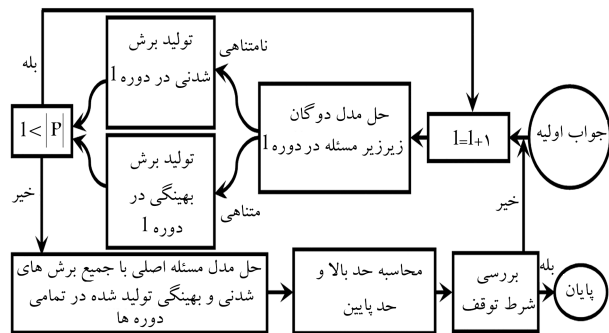 جواب اولیه
l=l+۱
حل مدل دوگان
زیرزیر مسئله در دوره l
نامتناهی
متناهی
تولید برش
شدنی در دوره l
تولید برش
بهینگی در
دوره l
l<|P|
بله
خیر
حل مدل مسئله اصلی با جمیع برش های
شدنی و بهینگی تولید شده در تمامی
دوره ها
محاسبه حد بالا و
حد پایین
بررسی
شرط توقف
خیر
بله
پایان